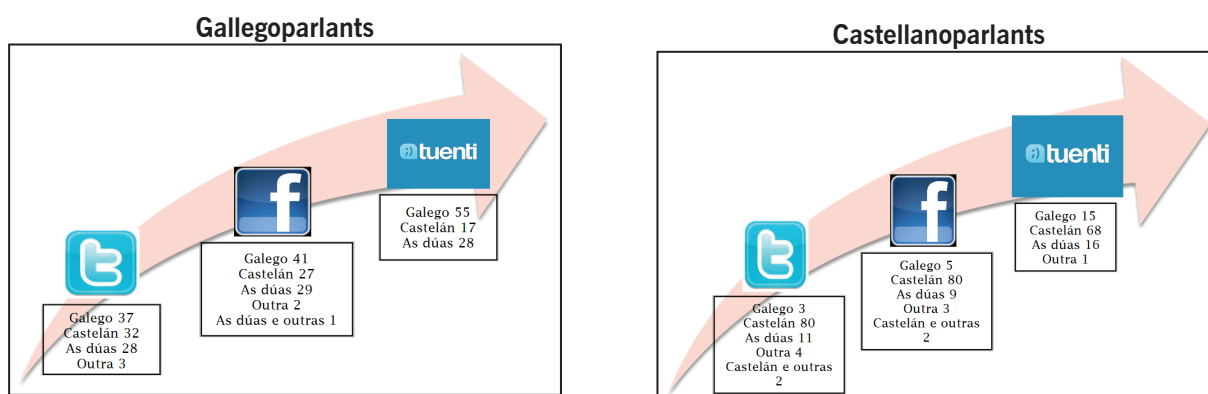 Gallegoparlants
tuenti
f
Galego 55
Castelán 17
As dúas 28
t
Galego 41
Castelán 27
As dúas 29
Outra 2
As dúas e outras 1
Galego 37
Castelán 32
As dúas 28
Outra 3
Castellanoparlants
tuenti
f
Galego 15
Castelán 68
As dúas 16
Outra 1
t
Galego 5
Castelán 80
As dúas 9
Outra 3
Castelán e outras
2
Galego 3
Castelán 80
As dúas 11
Outra 4
Castelán e outras
2